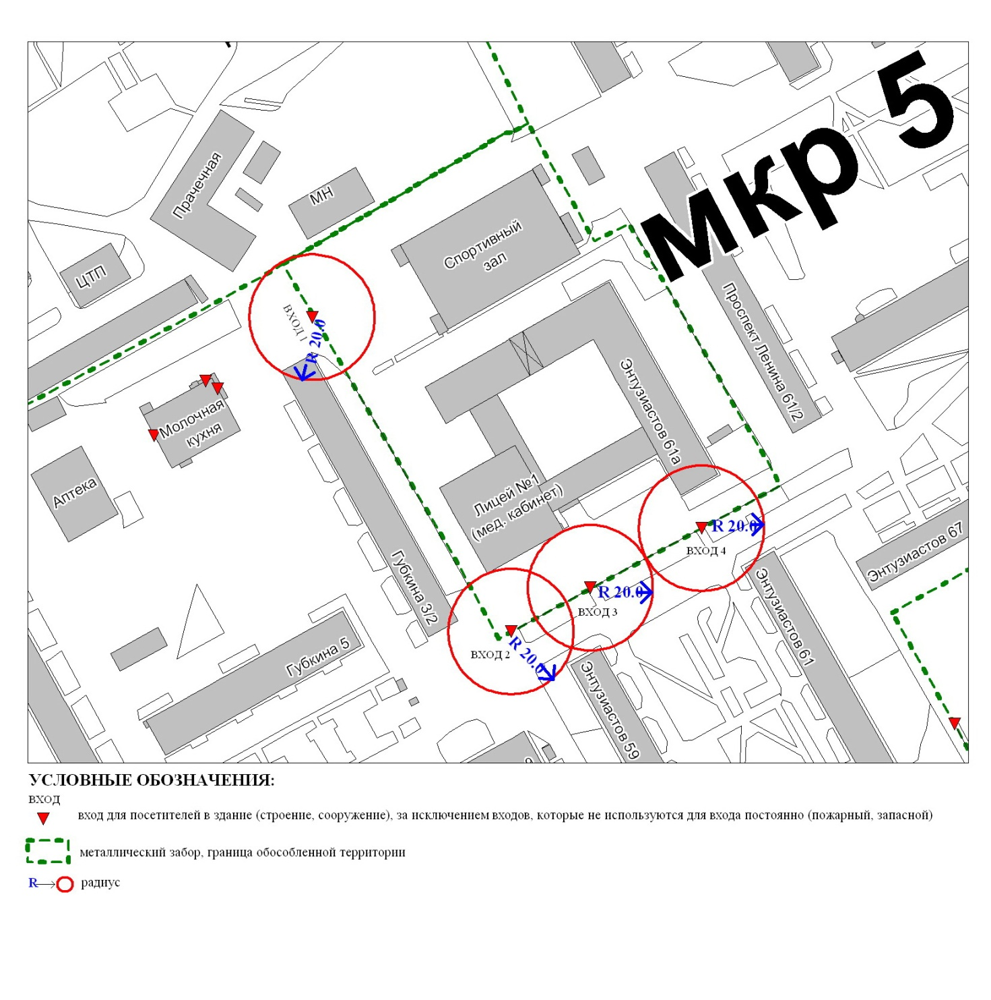 Мкр 5
Прачечная
МН
Спортивный
зал
ЦТП
ВХОД 1
R 20.0
Проспект Ленина 61/2
Энтузиастов 61а
Молочная
кухня
Аптека
Лицей №1
(мед. кабинет)
R 20.0
ВХОД 4
Энтузиастов 67
Губкина 3/2
R 20.0
ВХОД 3
Энтузиастов 61
Губкина 5
ВХОД 2
R 20.0
Энтузиастов 59
УСЛОВНЫЕ ОБОЗНАЧЕНИЯ:
ВХОД
вход для посетителей в здание (строение, сооружение), за исключением входов, которые не используются для входа постоянно (пожарный, запасной)
металлический забор, граница обособленной территории
R радиус